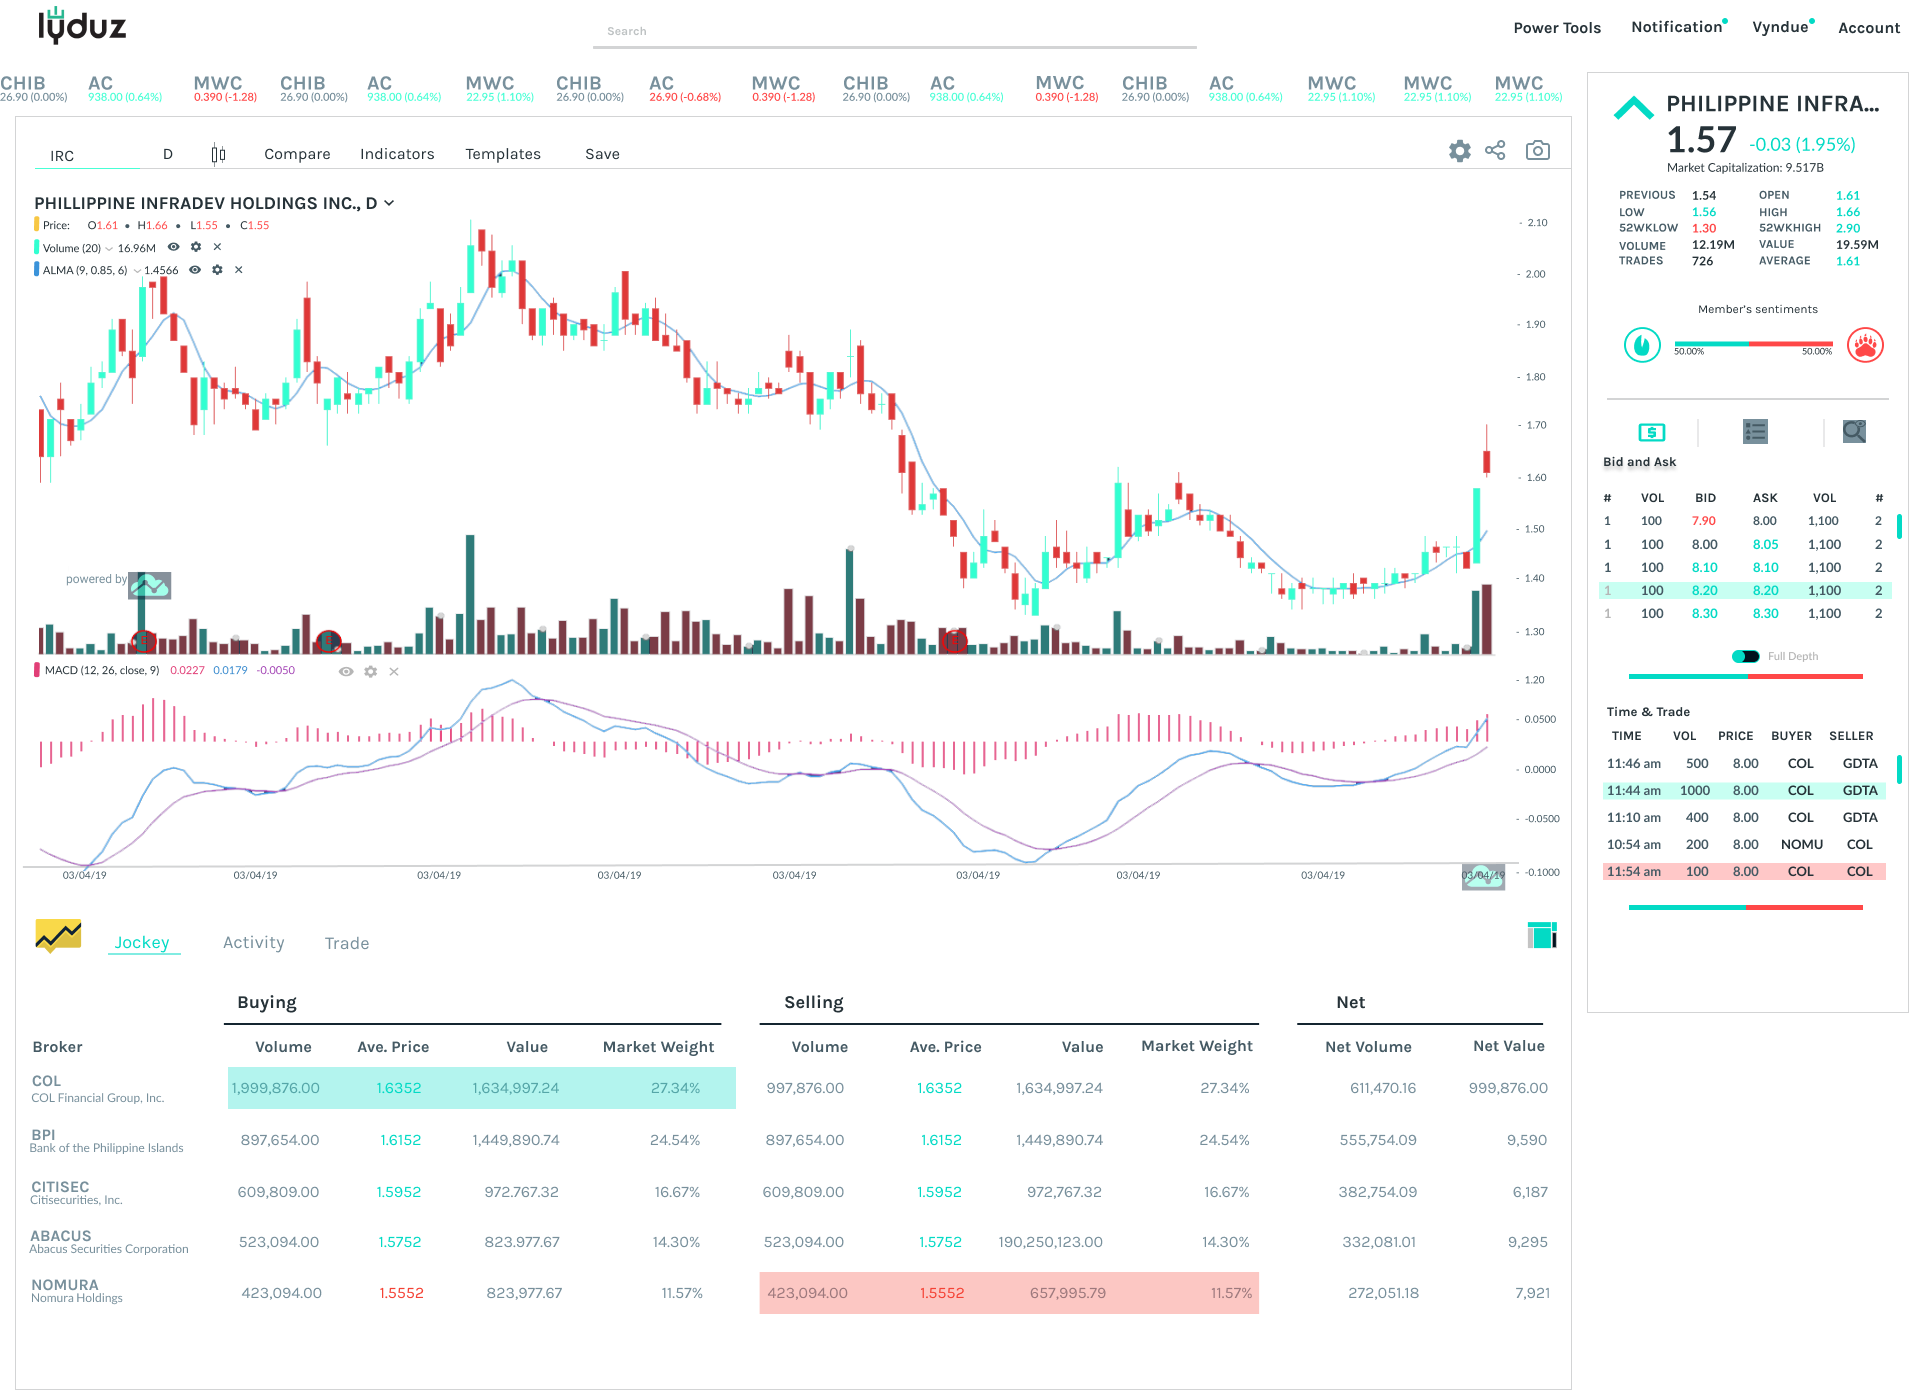 lyduz
Search
Power Tools Notification Vyndue Account
CHIB AC MWC CHIB AC MWC CHIB AC MWC CHIB AC MWC CHIB AC MWC MWC MWC
26.90 (0.00%) 938.00 (0.64%) 0.390 (-1.28) 26.90 (0.00%) 938.00 (0.64%) 22.95 (1.10%) 26.90 (0.00%) 26.90 (-0.68%) 0.390 (-1.28) 26.90 (0.00%) 938.00 (0.64%) 0.390 (-1.28) 26.90 (0.00%) 938.00 (0.64%) 22.95 (1.10%) 22.95 (1.10%) 22.95 (1.10%)
IRC D Compare Indicators Templates Save
PHILLIPPINE INFRADEV HOLDINGS INC., D
Price: O1.61 • H1.66 • L1.55 • C1.55
Volume (20) 16.96M
ALMA (9, 0.85, 6) 1.4566
- 2.10
- 2.00
- 1.90
- 1.80
- 1.70
- 1.60
- 1.50
- 1.40
- 1.30
- 1.20
powered by
MACD (12, 26, close, 9) 0.0227 0.0179 -0.0050
- 0.0500
- 0.0000
- -0.0500
- -0.1000
03/04/19 03/04/19 03/04/19 03/04/19 03/04/19 03/04/19 03/04/19 03/04/19 03/04/19
Jockey Activity Trade
Buying Selling Net
Broker Volume Ave. Price Value Market Weight Volume Ave. Price Value Market Weight Net Volume Net Value
COL
COL Financial Group, Inc.
1,999,876.00 1.6352 1,634,997.24 27.34% 997,876.00 1.6352 1,634,997.24 27.34% 611,470.16 999,876.00
BPI
Bank of the Philippine Islands
897,654.00 1.6152 1,449,890.74 24.54% 897,654.00 1.6152 1,449,890.74 24.54% 555,754.09 9,590
CITISEC
Citisecurities, Inc.
609,809.00 1.5952 972.767.32 16.67% 609,809.00 1.5952 972,767.32 16.67% 382,754.09 6,187
ABACUS
Abacus Securities Corporation
523,094.00 1.5752 823.977.67 14.30% 523,094.00 1.5752 190,250,123.00 14.30% 332,081.01 9,295
NOMURA
Nomura Holdings
423,094.00 1.5552 823,977.67 11.57% 423,094.00 1.5552 657,995.79 11.57% 272,051.18 7,921
PHILIPPINE INFRA...
1.57 -0.03 (1.95%)
Market Capitalization: 9.517B
PREVIOUS 1.54 OPEN 1.61
LOW 1.56 HIGH 1.66
52WKLOW 1.30 52WKHIGH 2.90
VOLUME 12.19M VALUE 19.59M
TRADES 726 AVERAGE 1.61
Member's sentiments
50.00% 50.00%
Bid and Ask
# VOL BID ASK VOL #
1 100 7.90 8.00 1,100 2
1 100 8.00 8.05 1,100 2
1 100 8.10 8.10 1,100 2
1 100 8.20 8.20 1,100 2
1 100 8.30 8.30 1,100 2
Full Depth
Time & Trade
TIME VOL PRICE BUYER SELLER
11:46 am 500 8.00 COL GDTA
11:44 am 1000 8.00 COL GDTA
11:10 am 400 8.00 COL GDTA
10:54 am 200 8.00 NOMU COL
11:54 am 100 8.00 COL COL